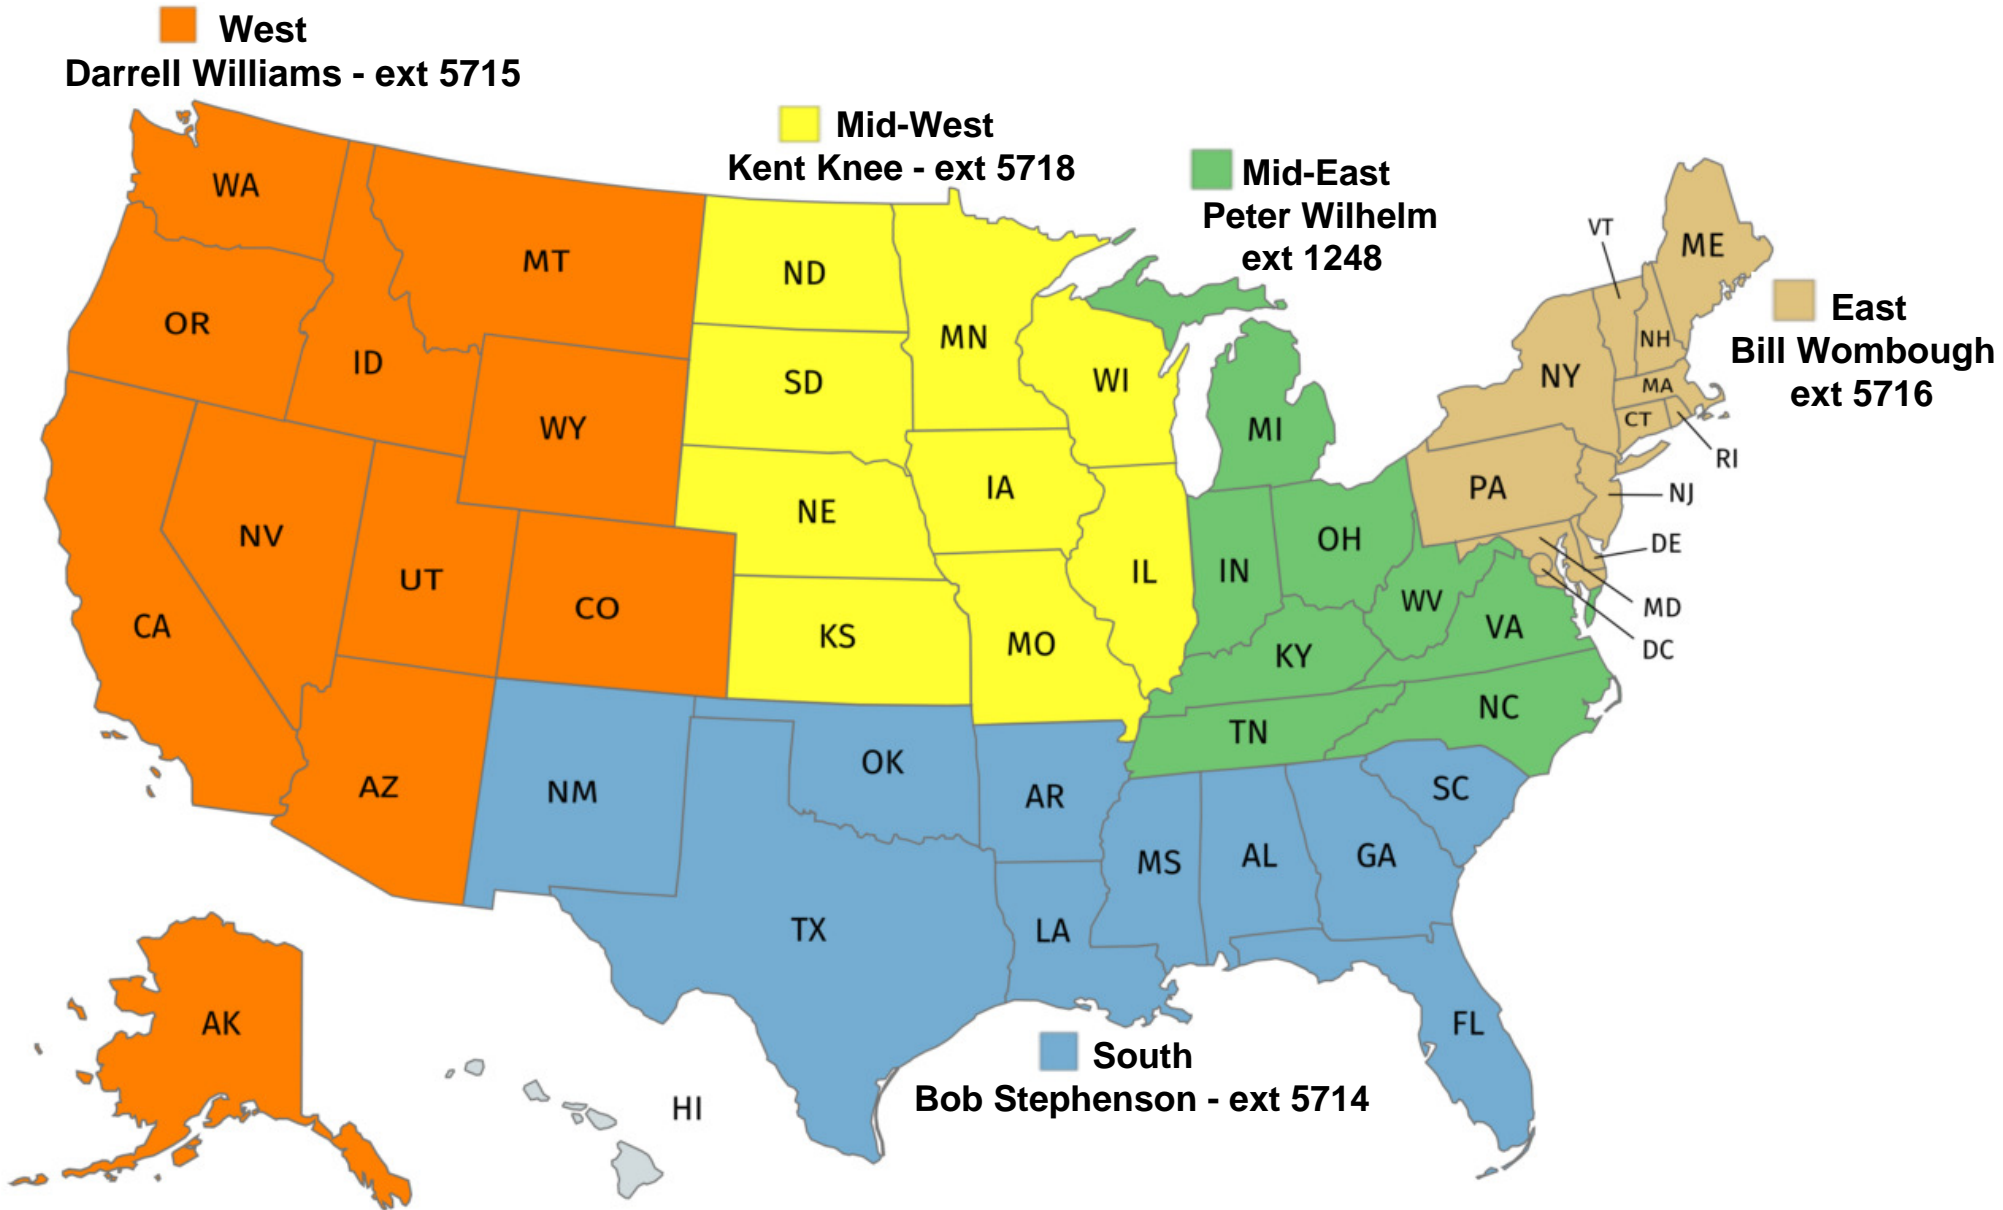 West
Darrell Williams - ext 5715
Mid-West
Kent Knee - ext 5718
Mid-East
Peter Wilhelm
ext 1248
East
Bill Wombough
ext 5716
WA
OR
ID
MT
WY
CA
NV
UT
CO
AZ
AK
HI
ND
SD
NE
KS
MN
IA
MO
WI
IL
MI
IN
OH
KY
WV
VA
TN
NC
VT
ME
NH
NY
MA
CT
RI
PA
NJ
DE
MD
DC
NM
OK
TX
AR
LA
MS
AL
GA
SC
FL
South
Bob Stephenson - ext 5714